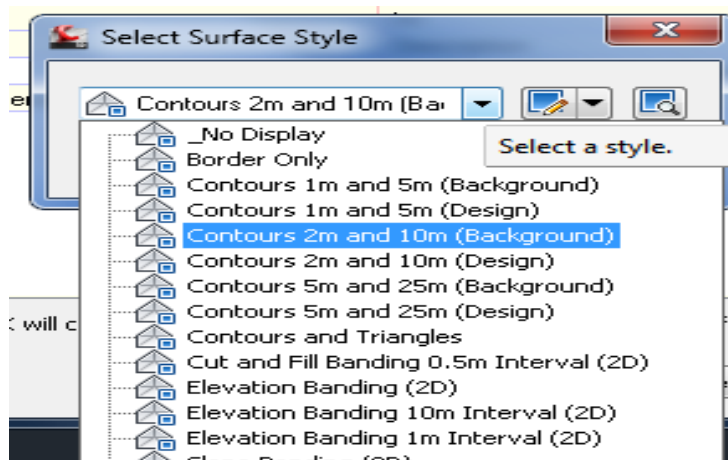 Select Surface Style
Contours 2m and 10m (Ba
Select a style.
_No Display
Border Only
Contours 1m and 5m (Background)
Contours 1m and 5m (Design)
Contours 2m and 10m (Background)
Contours 2m and 10m (Design)
Contours 5m and 25m (Background)
Contours 5m and 25m (Design)
will c
Contours and Triangles
Cut and Fill Banding 0.5m Interval (2D)
Elevation Banding (2D)
Elevation Banding 10m Interval (2D)
Elevation Banding 1m Interval (2D)